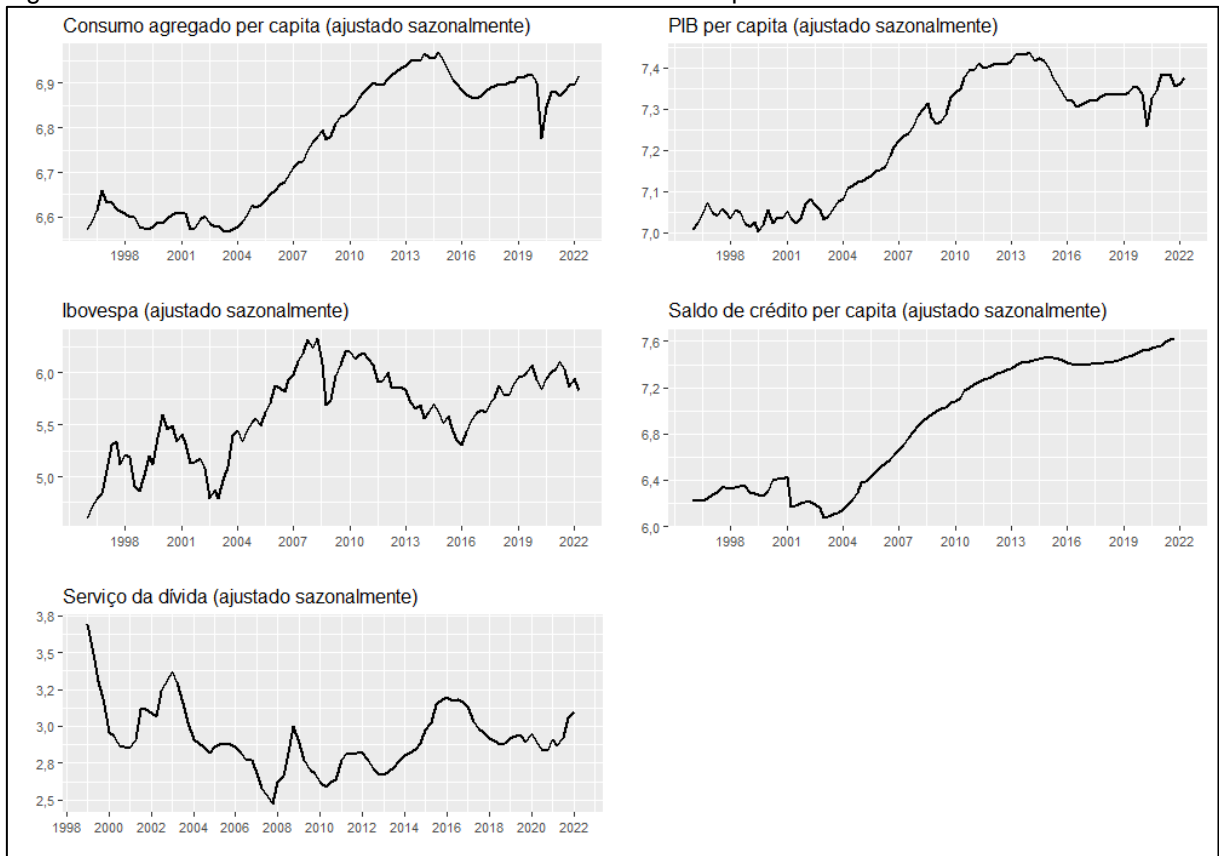 Consumo agregado per capita (ajustado sazonalmente)
6,9
6,8
6,7
6,6
1998 2001 2004 2007 2010 2013 2016 2019 2022
PIB per capita (ajustado sazonalmente)
7,4
7,3
7,2
7,1
7,0
1998 2001 2004 2007 2010 2013 2016 2019 2022
Ibovespa (ajustado sazonalmente)
6,0
5,5
5,0
1998 2001 2004 2007 2010 2013 2016 2019 2022
Saldo de crédito per capita (ajustado sazonalmente)
7,6
7,2
6,8
6,4
6,0
1998 2001 2004 2007 2010 2013 2016 2019 2022
Serviço da dívida (ajustado sazonalmente)
3,8
3,5
3,2
3,0
2,8
2,5
1998 2000 2002 2004 2006 2008 2010 2012 2014 2016 2018 2020 2022